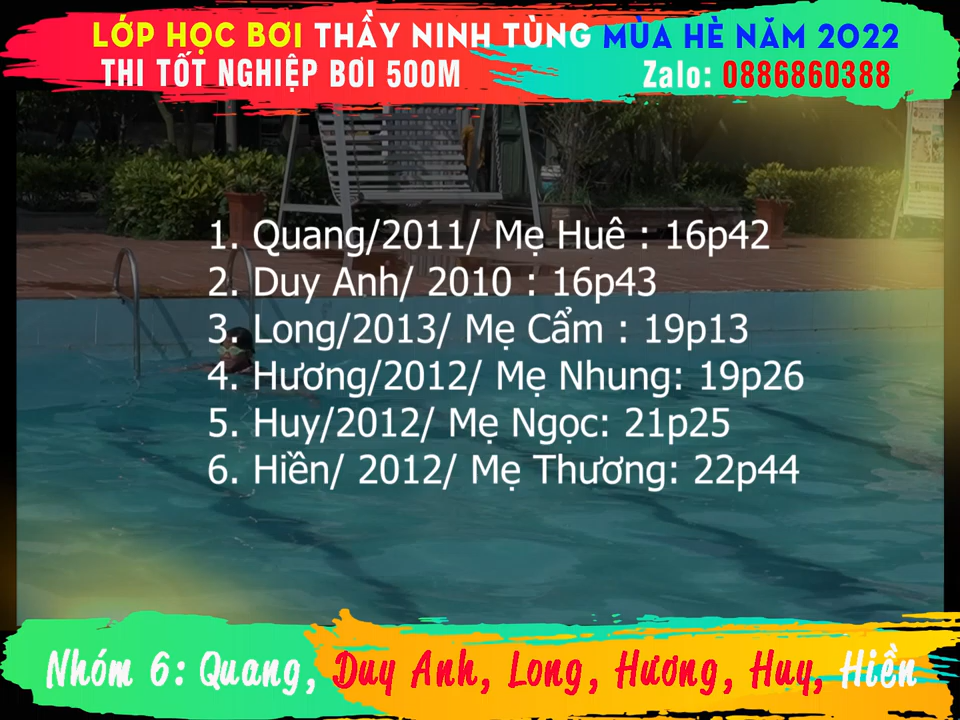 LỚP HỌC BƠI THẦY NINH TÙNG MÙA HÈ NĂM 2022
THI TỐT NGHIỆP BƠI 500M Zalo: 0886860388
1. Quang/2011/ Mẹ Huê : 16p42
2. Duy Anh/ 2010 : 16p43
3. Long/2013/ Mẹ Cẩm : 19p13
4. Hương/2012/ Mẹ Nhung: 19p26
5. Huy/2012/ Mẹ Ngọc: 21p25
6. Hiền/ 2012/ Mẹ Thương: 22p44
Nhóm 6: Quang, Duy Anh, Long, Hương, Huy, Hiền